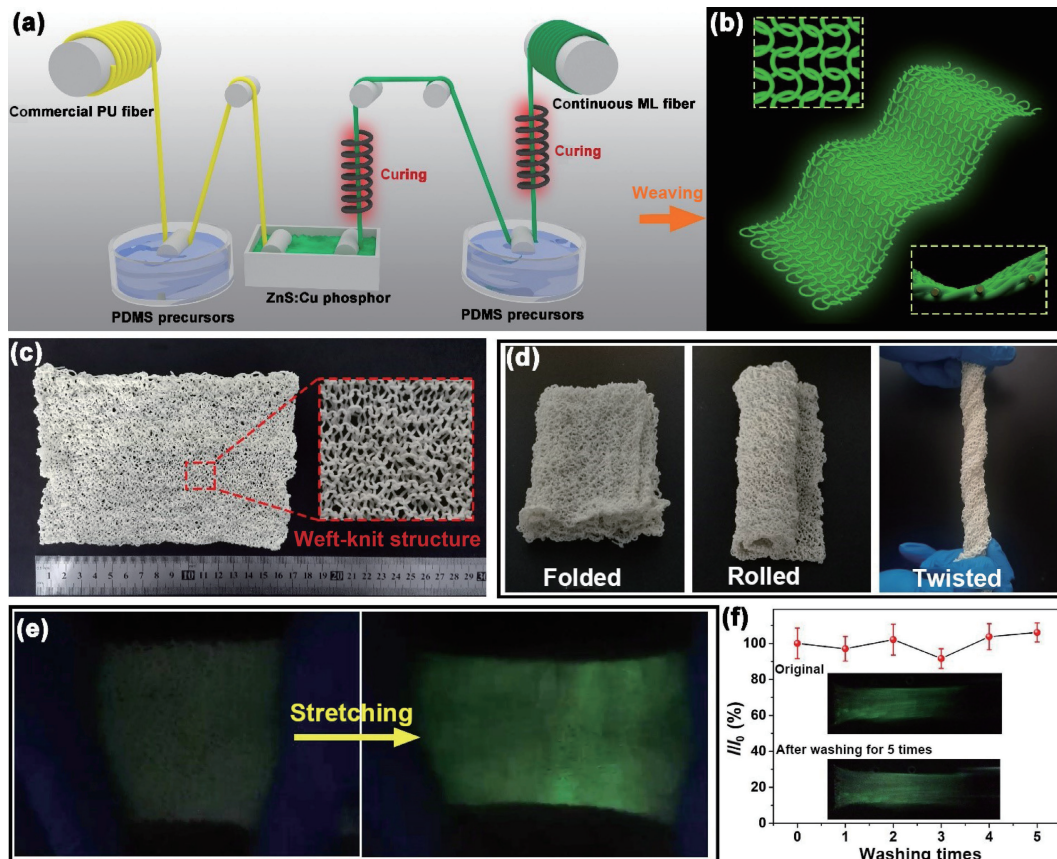 (a)
Commercial PU fiber
Continuous ML fiber
Curing
Curing
ZnS:Cu phosphor
PDMS precursors
PDMS precursors
Weaving
(b)
(c)
Weft-knit structure
1 2 3 4 5 6 7 8 9 10 11 12 13 14 15 16 17 18 19 20 21 22 23 24 25 26 27 28 29 30
(d)
Folded
Rolled
Twisted
(e)
Stretching
(f)
I/I0 (%)
100
80
60
40
20
0
Original
After washing for 5 times
0 1 2 3 4 5
Washing times